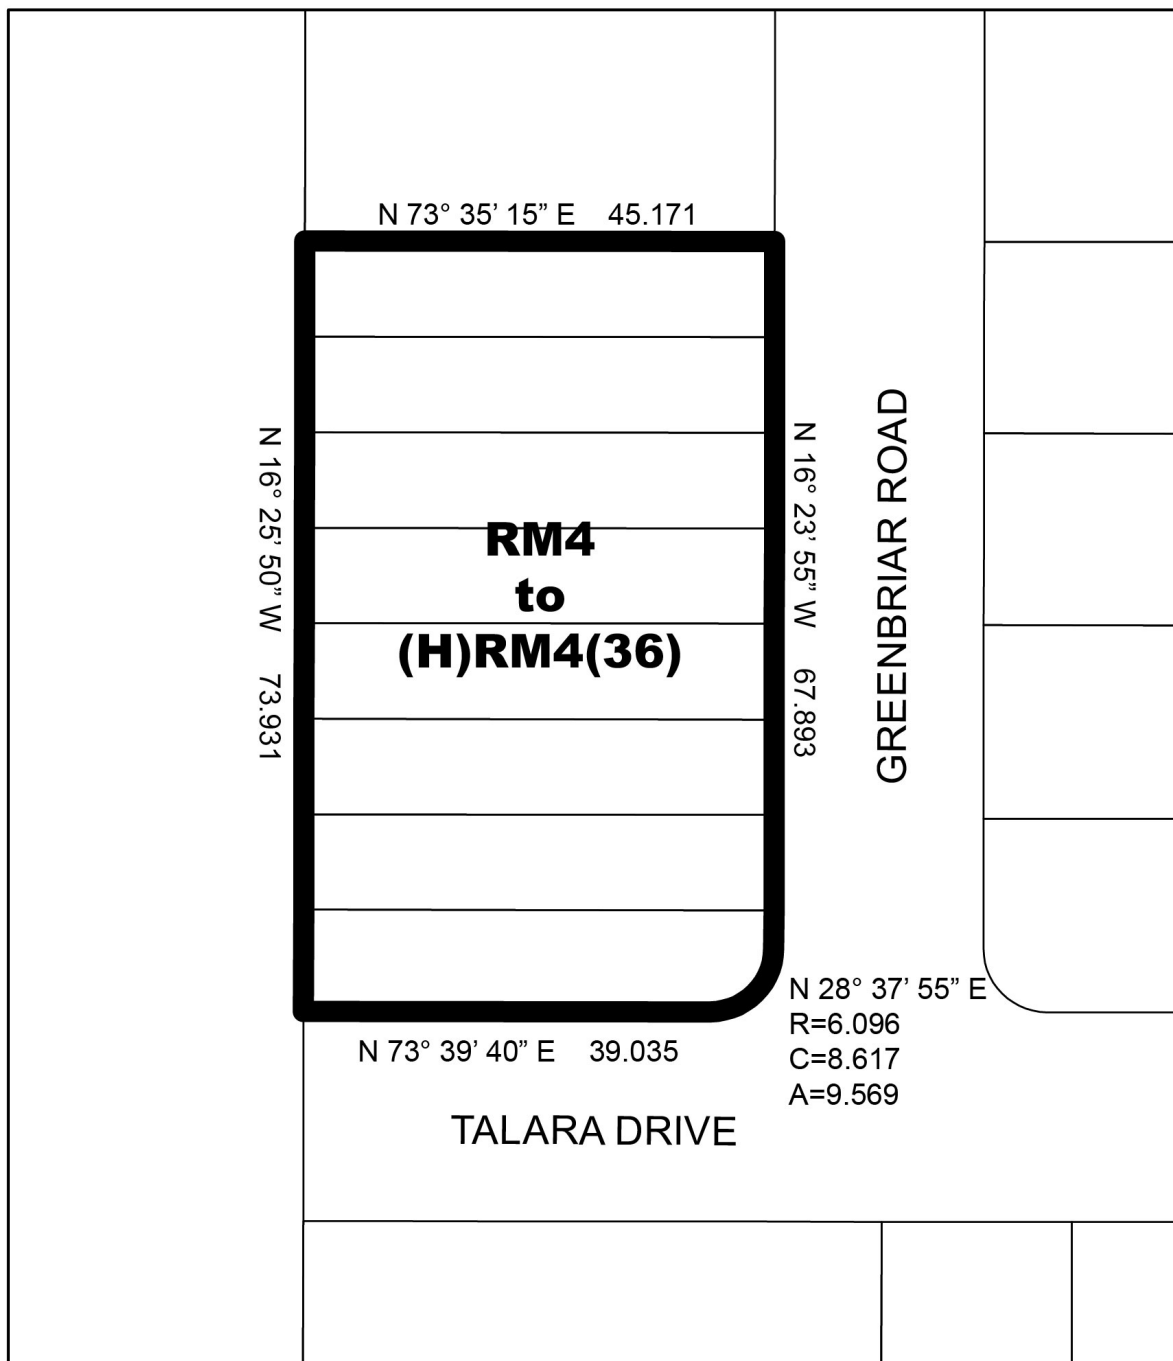 N 73° 35’ 15” E 45.171
N 16° 25’ 50” W 73.931
RM4
to
(H)RM4(36)
N 16° 23’ 55” W 67.893
GREENBRIAR ROAD
N 28° 37’ 55” E
R=6.096
C=8.617
A=9.569
N 73° 39’ 40” E 39.035
TALARA DRIVE